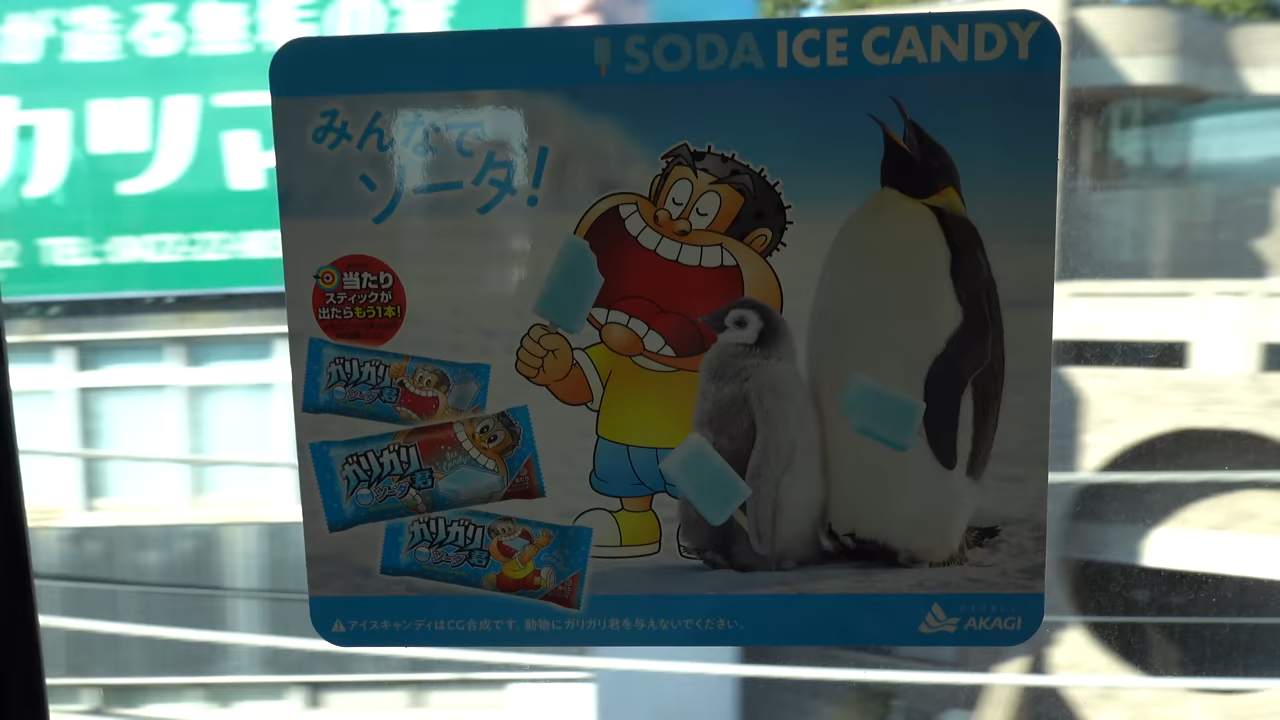 SODA ICE CANDY
みんなで
ソータ!
当たり
スティックが
出たらもう1本!
ガリガリ
ソーダ君
ガリガリ
ソーダ君
ガリガリ
ソーダ君
アイスキャンディはCG合成です。動物にガリガリ君を与えないでください。
AKAGI
カツ
TEL